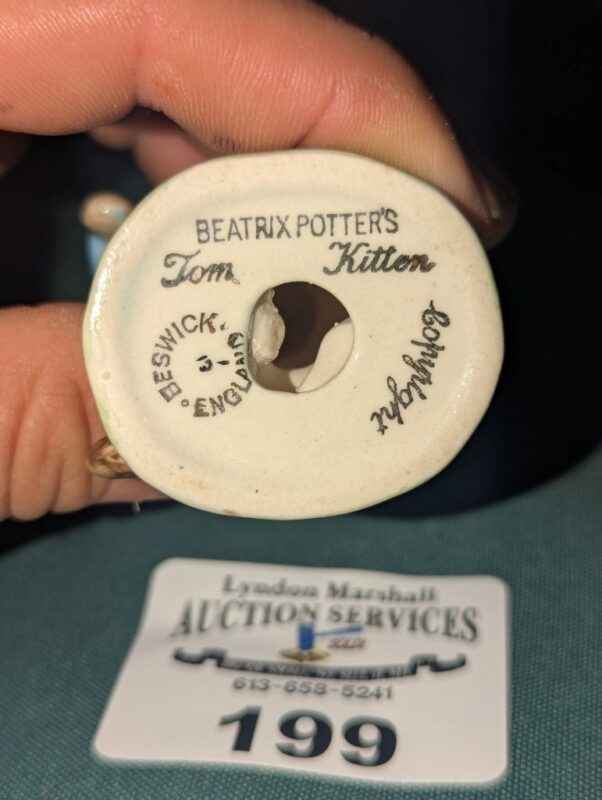 BEATRIX POTTER'S
Tom Kitten
BESWICK
ENGLAND
Copyright
Lyndon Marshall
AUCTION SERVICES
613-658-5241
199